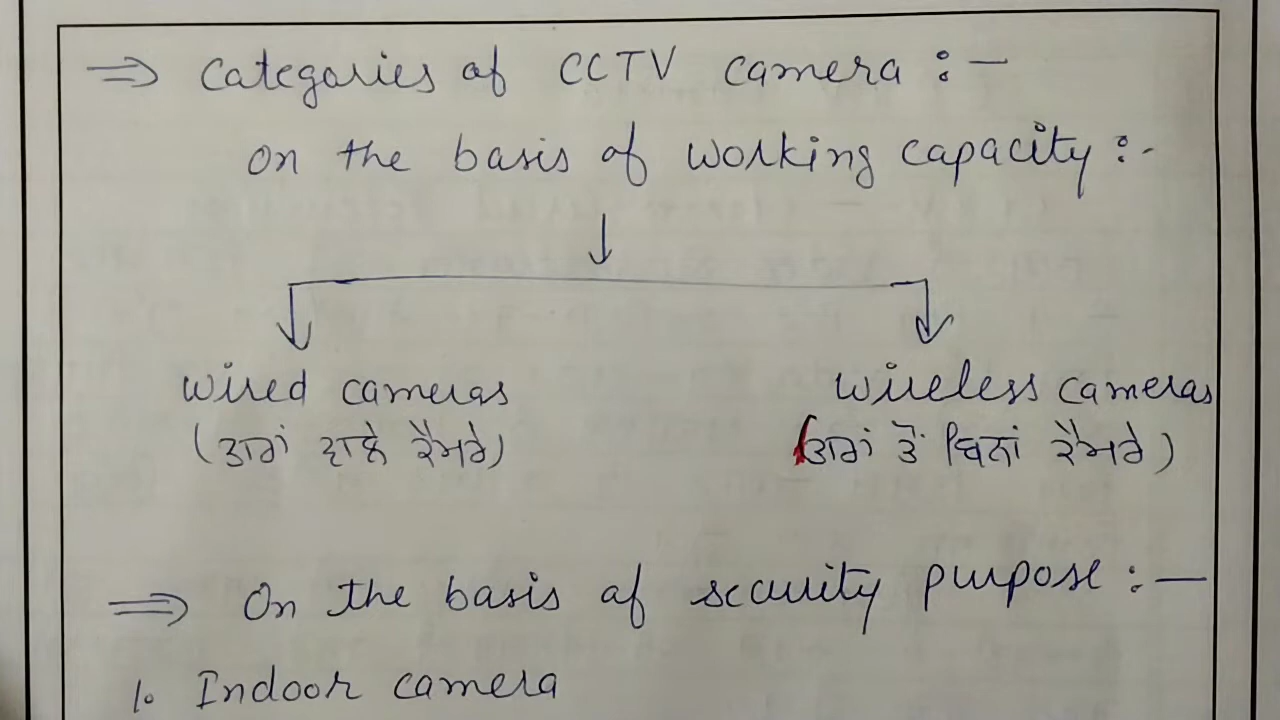 ⇒ Categories of CCTV camera :-
on the basis of working capacity :-
wired cameras
(ਤਾਰਾਂ ਵਾਲੇ ਕੈਮਰੇ)
wireless cameras
(ਤਾਰਾਂ ਤੋਂ ਬਿਨਾਂ ਕੈਮਰੇ)
⇒ On the basis of security purpose :-
1. Indoor camera